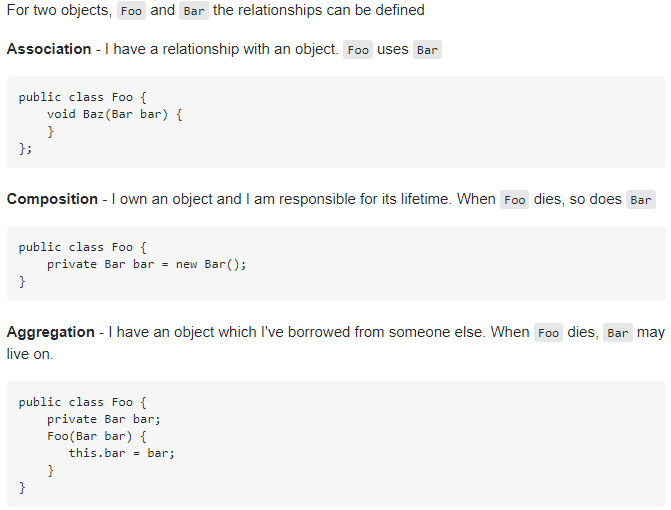 For two objects, Foo and Bar the relationships can be defined
Association - I have a relationship with an object. Foo uses Bar
public class Foo {
    void Baz(Bar bar) {
    }
};
Composition - I own an object and I am responsible for its lifetime. When Foo dies, so does Bar
public class Foo {
    private Bar bar = new Bar();
}
Aggregation - I have an object which I've borrowed from someone else. When Foo dies, Bar may
live on.
public class Foo {
    private Bar bar;
    Foo(Bar bar) {
       this.bar = bar;
    }
}